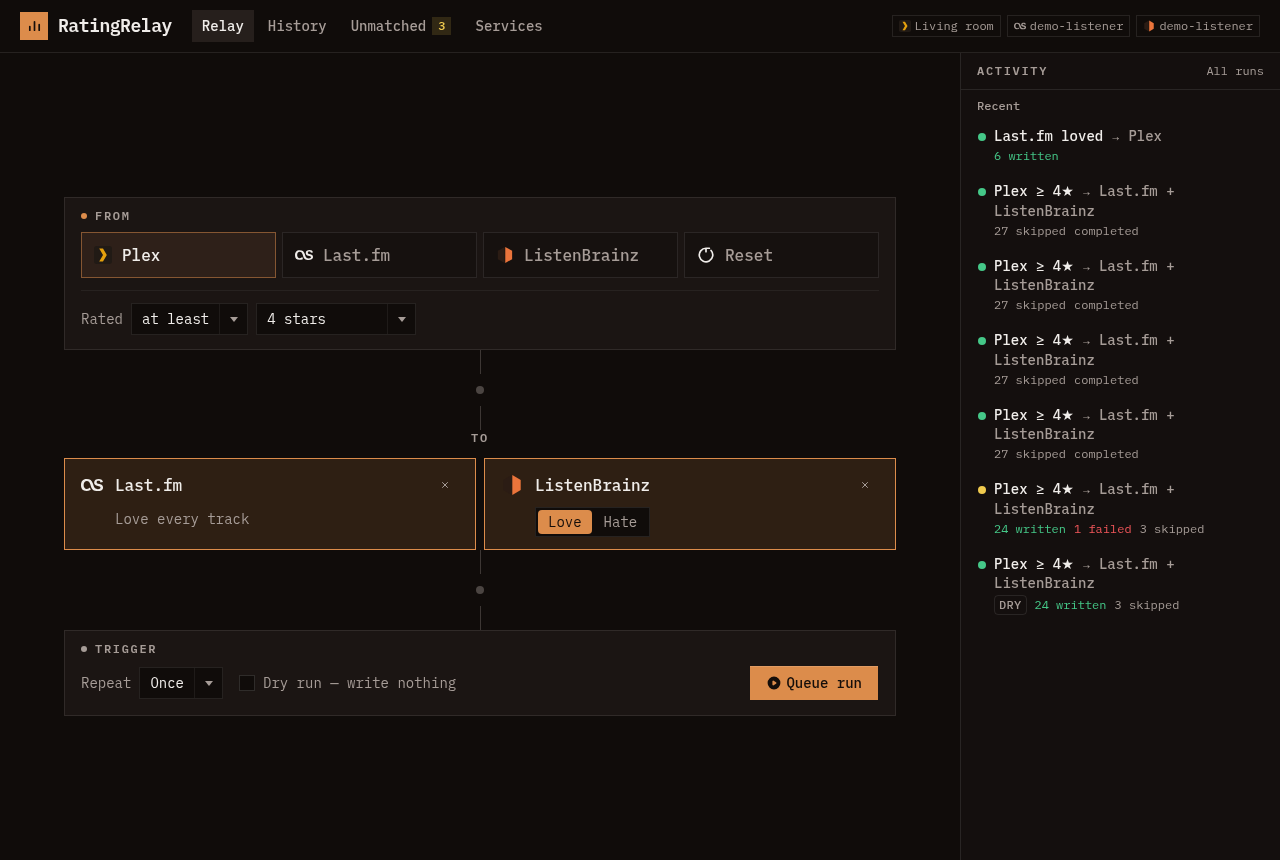 RatingRelay Relay History Unmatched 3 Services Living room demo-listener demo-listener
FROM
Plex Last.fm ListenBrainz Reset
Rated at least 4 stars
TO
Last.fm ×
Love every track
ListenBrainz ×
Love Hate
TRIGGER
Repeat Once Dry run — write nothing Queue run
ACTIVITY All runs
Recent
Last.fm loved → Plex
6 written
Plex ≥ 4★ → Last.fm +
ListenBrainz
27 skipped completed
Plex ≥ 4★ → Last.fm +
ListenBrainz
27 skipped completed
Plex ≥ 4★ → Last.fm +
ListenBrainz
27 skipped completed
Plex ≥ 4★ → Last.fm +
ListenBrainz
27 skipped completed
Plex ≥ 4★ → Last.fm +
ListenBrainz
24 written 1 failed 3 skipped
Plex ≥ 4★ → Last.fm +
ListenBrainz
DRY 24 written 3 skipped